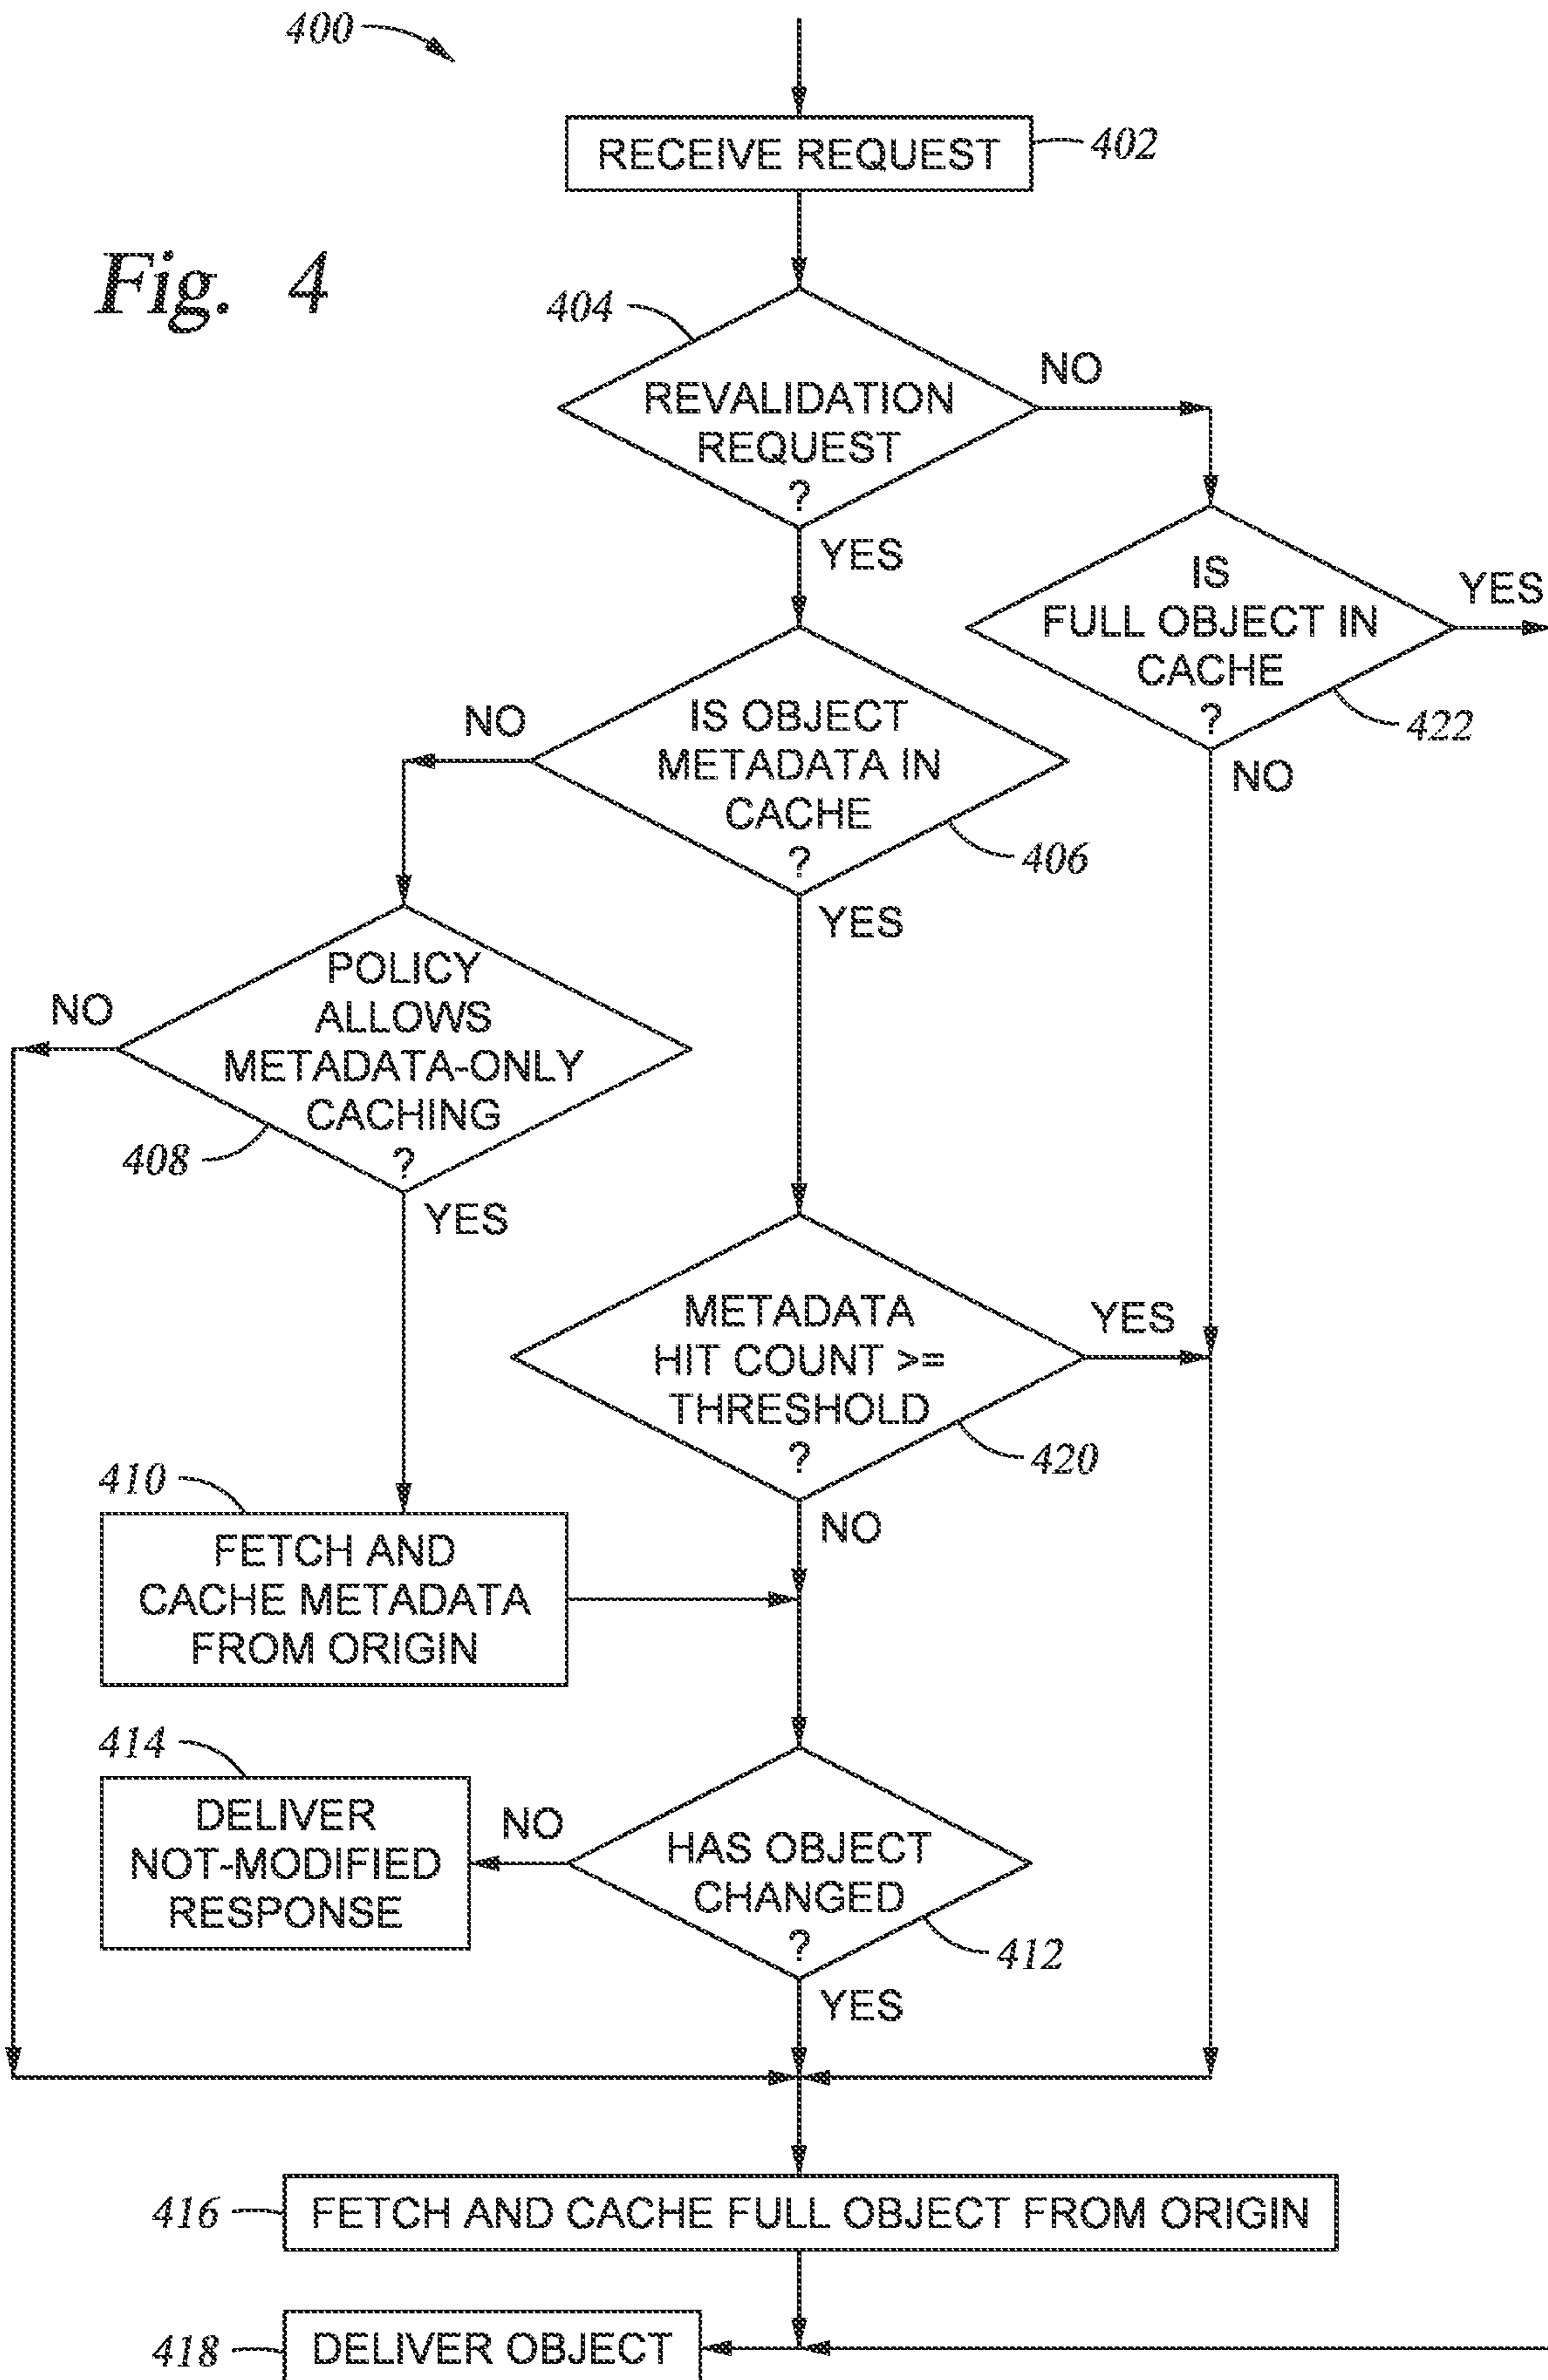 400
RECEIVE REQUEST
402
Fig. 4
404
REVALIDATION
REQUEST
?
NO
YES
IS
FULL OBJECT IN
CACHE
?
YES
422
NO
IS OBJECT
METADATA IN
CACHE
?
NO
406
YES
POLICY
ALLOWS
METADATA-ONLY
CACHING
?
NO
408
YES
METADATA
HIT COUNT >=
THRESHOLD
?
YES
420
NO
410
FETCH AND
CACHE METADATA
FROM ORIGIN
414
DELIVER
NOT-MODIFIED
RESPONSE
NO
HAS OBJECT
CHANGED
?
412
YES
416
FETCH AND CACHE FULL OBJECT FROM ORIGIN
418
DELIVER OBJECT